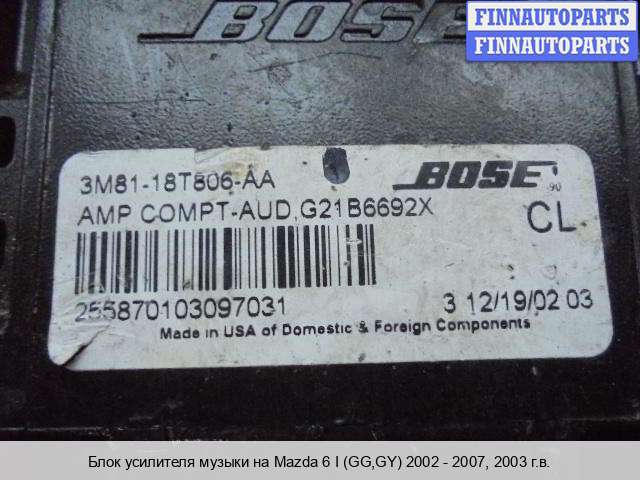 BOSE
FINNAUTOPARTS
FINNAUTOPARTS
3M81-18T806-AA
BOSE
AMP COMPT-AUD,G21B6692X
.90
CL
255870103097031
3 12/19/02 03
Made in USA of Domestic & Foreign Components
Блок усилителя музыки на Mazda 6 I (GG,GY) 2002 - 2007, 2003 г.в.